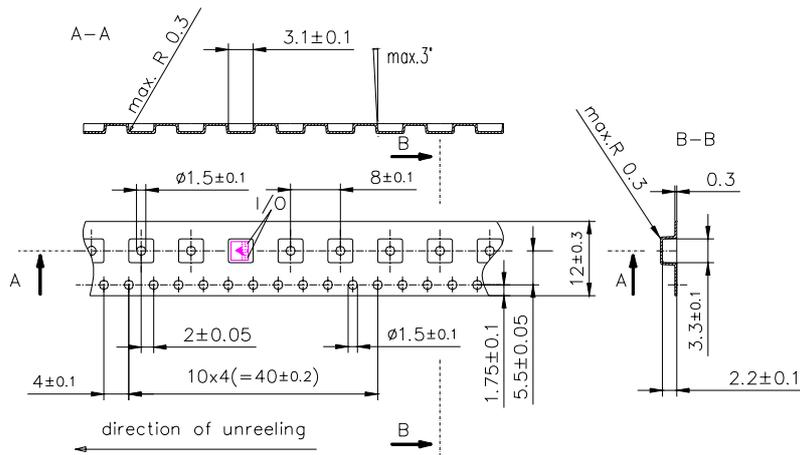 A-A
max. R 0.3
3.1±0.1
max.3°
B
B-B
max.R 0.3
0.3
ø1.5±0.1
8±0.1
I/O
12±0.3
A
A
3.3±0.1
2±0.05
ø1.5±0.1
1.75±0.1
5.5±0.05
4±0.1
10x4(=40±0.2)
2.2±0.1
direction of unreeling
B